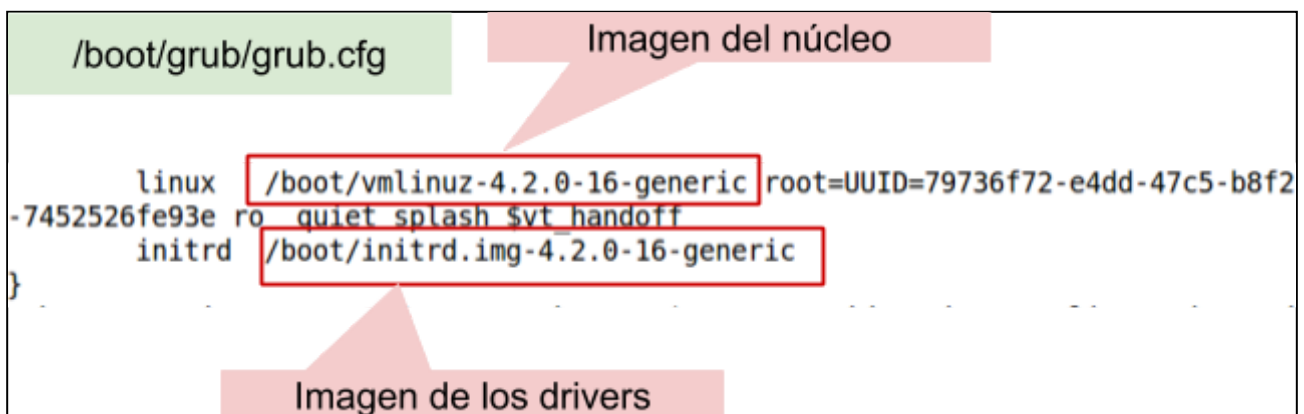 /boot/grub/grub.cfg
Imagen del núcleo
linux /boot/vmlinuz-4.2.0-16-generic root=UUID=79736f72-e4dd-47c5-b8f2
-7452526fe93e ro quiet splash $vt_handoff
initrd /boot/initrd.img-4.2.0-16-generic
}
Imagen de los drivers